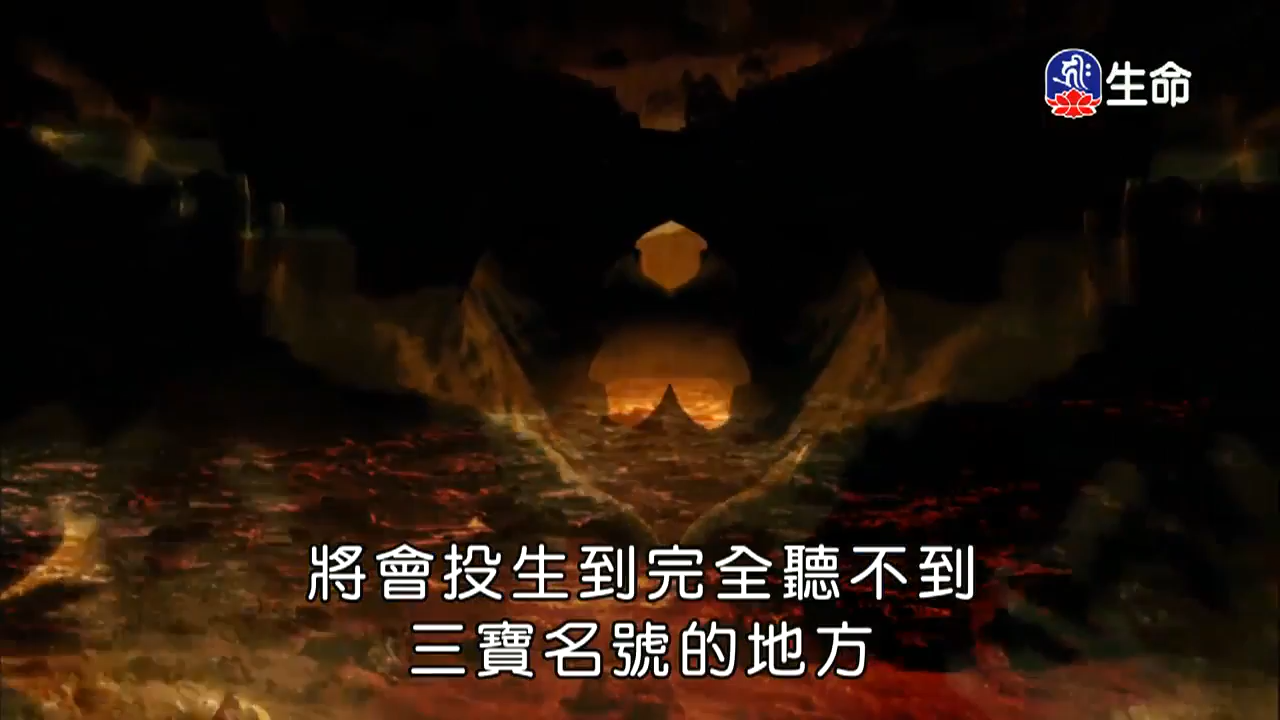 生命
將會投生到完全聽不到
三寶名號的地方